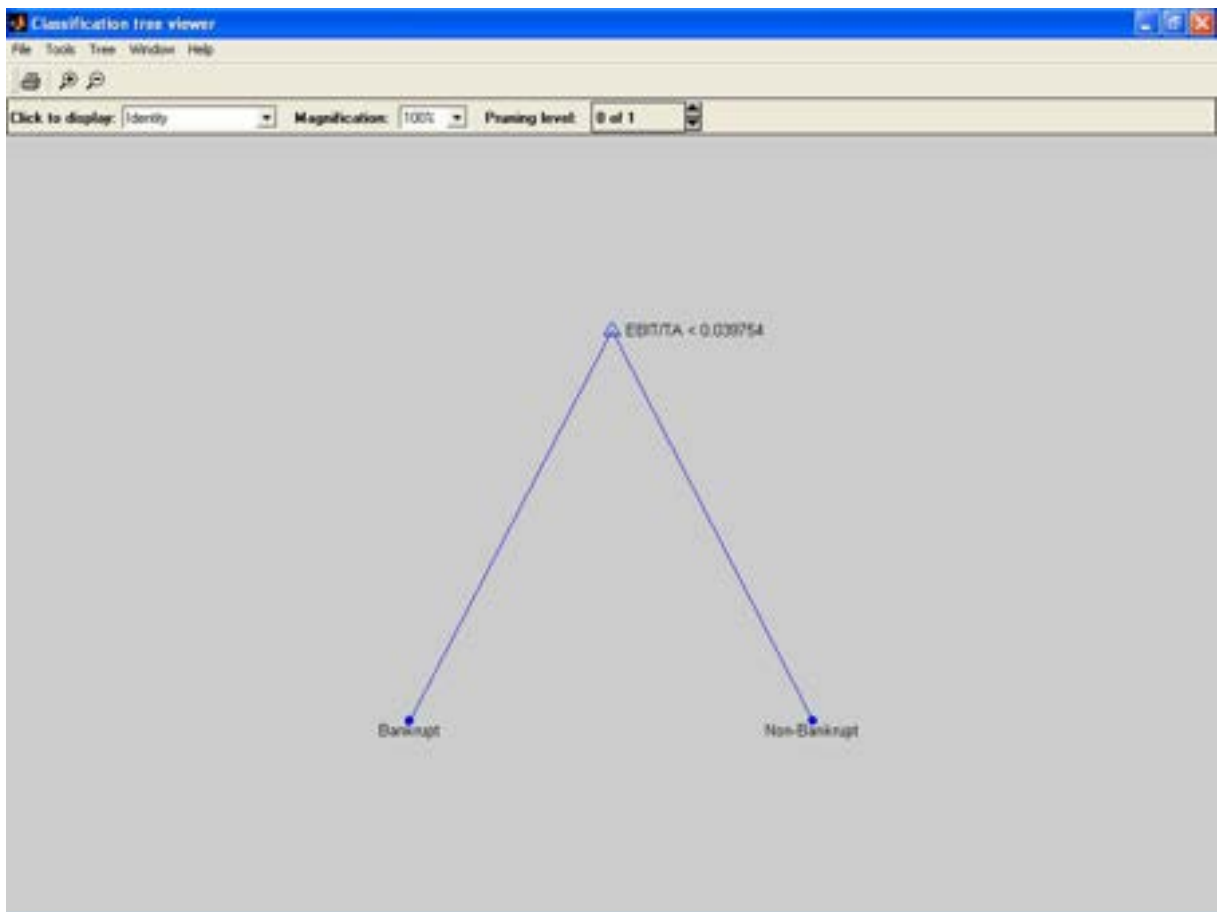 Classification tree viewer
File Tools Tree Window Help
Click to display: Identity Magnification: 100% Pruning level: 0 of 1
EBIT/TA < 0.039754
Bankrupt
Non-Bankrupt